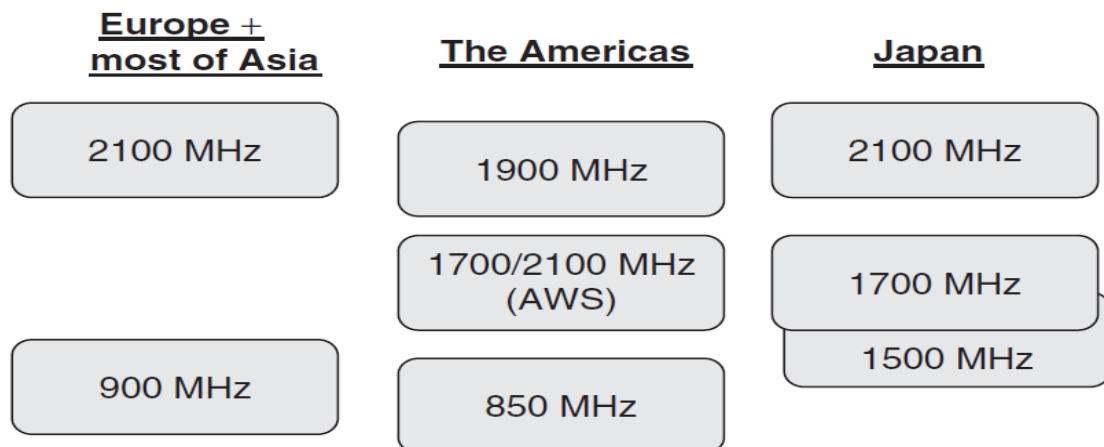 Europe +
most of Asia
2100 MHz
900 MHz
The Americas
1900 MHz
1700/2100 MHz
(AWS)
850 MHz
Japan
2100 MHz
1700 MHz
1500 MHz